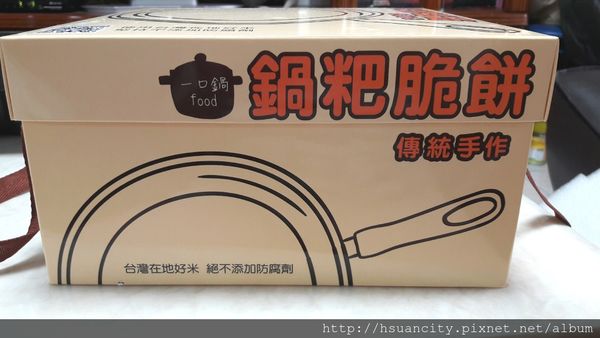 一口鍋
food
鍋粑脆餅
傳統手作
台灣在地好米 絕不添加防腐劑
http://hsuancity.pixnet.net/album